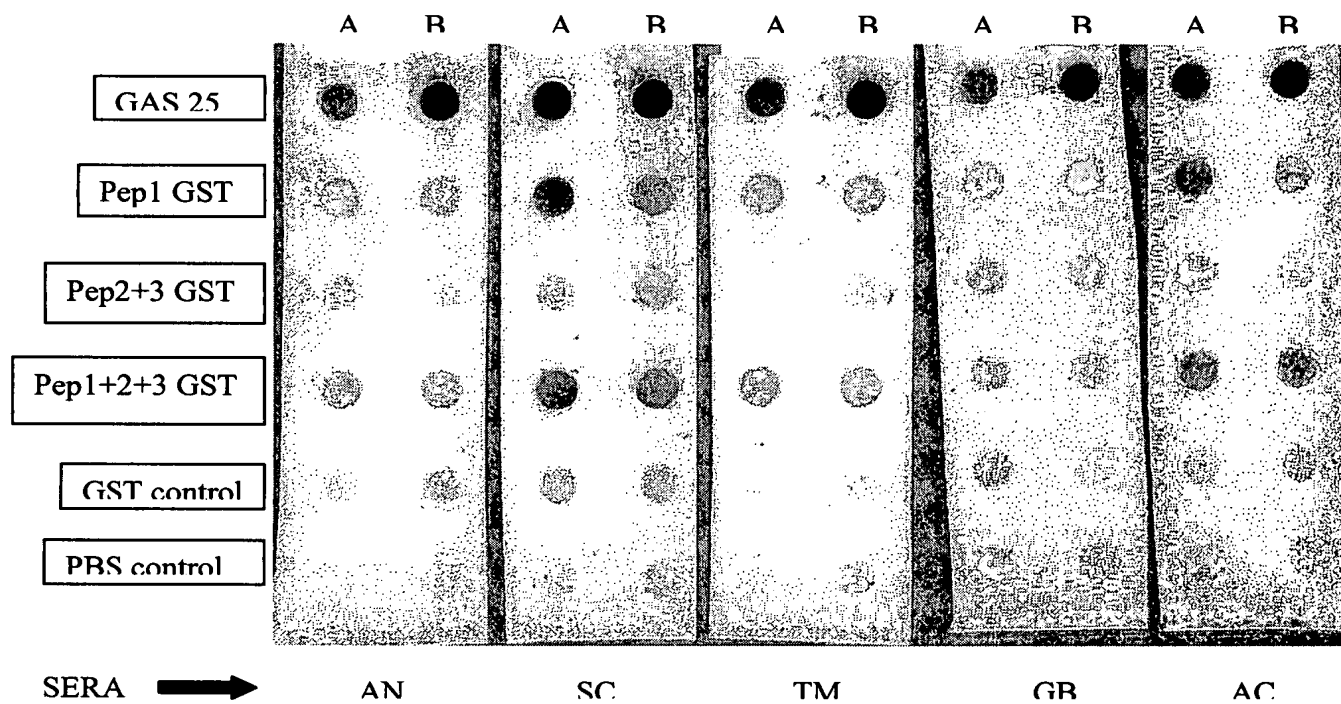 A B A B A B A B A B
GAS 25
Pep1 GST
Pep2+3 GST
Pep1+2+3 GST
GST control
PBS control
SERA AN SC TM GB AC